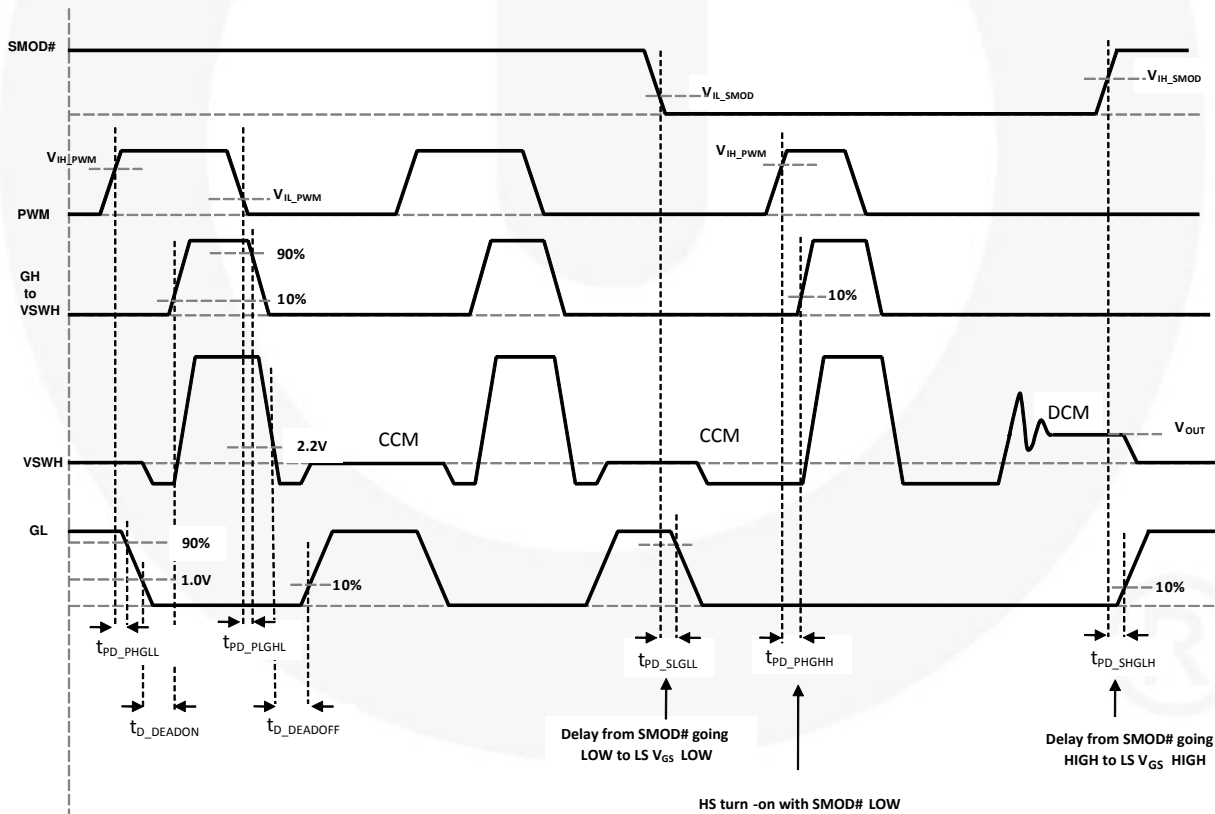 SMOD#
V_IL_SMOD
V_IH_SMOD
V_IH_PWM
V_IL_PWM
V_IH_PWM
PWM
90%
GH
to
VSWH
10%
10%
DCM
V_OUT
CCM
CCM
2.2V
VSWH
GL
90%
1.0V
10%
10%
t_PD_PHGLL
t_PD_PLGHL
t_PD_SLGLL
t_PD_PHGHH
t_PD_SHGLH
t_D_DEADON
t_D_DEADOFF
Delay from SMOD# going
LOW to LS V_GS LOW
Delay from SMOD# going
HIGH to LS V_GS HIGH
HS turn -on with SMOD# LOW
®